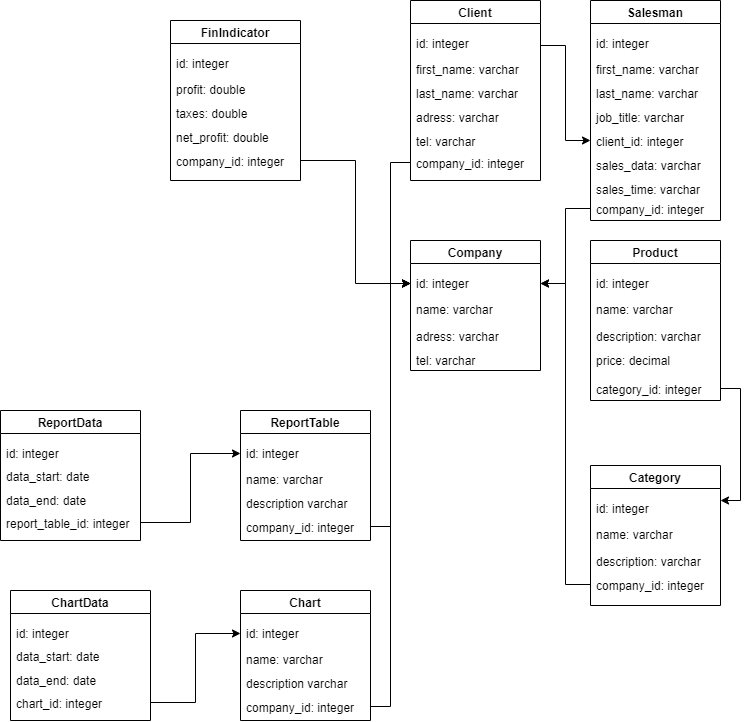 FinIndicator
id: integer
profit: double
taxes: double
net_profit: double
company_id: integer
Client
id: integer
first_name: varchar
last_name: varchar
adress: varchar
tel: varchar
company_id: integer
Salesman
id: integer
first_name: varchar
last_name: varchar
job_title: varchar
client_id: integer
sales_data: varchar
sales_time: varchar
company_id: integer
Company
id: integer
name: varchar
adress: varchar
tel: varchar
Product
id: integer
name: varchar
description: varchar
price: decimal
category_id: integer
ReportData
id: integer
data_start: date
data_end: date
report_table_id: integer
ReportTable
id: integer
name: varchar
description varchar
company_id: integer
Category
id: integer
name: varchar
description: varchar
company_id: integer
ChartData
id: integer
data_start: date
data_end: date
chart_id: integer
Chart
id: integer
name: varchar
description varchar
company_id: integer